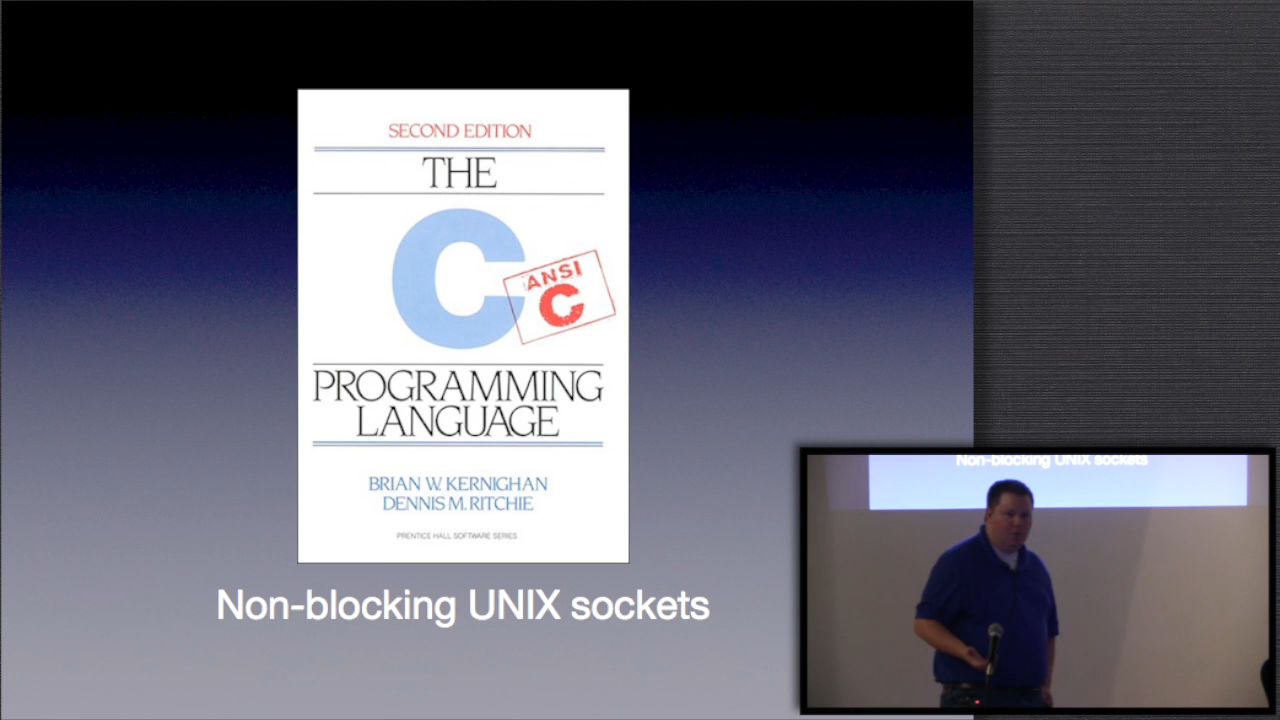 SECOND EDITION
THE
C
ANSI
C
PROGRAMMING
LANGUAGE
BRIAN W. KERNIGHAN
DENNIS M. RITCHIE
PRENTICE HALL SOFTWARE SERIES
Non-blocking UNIX sockets
Non-blocking UNIX sockets